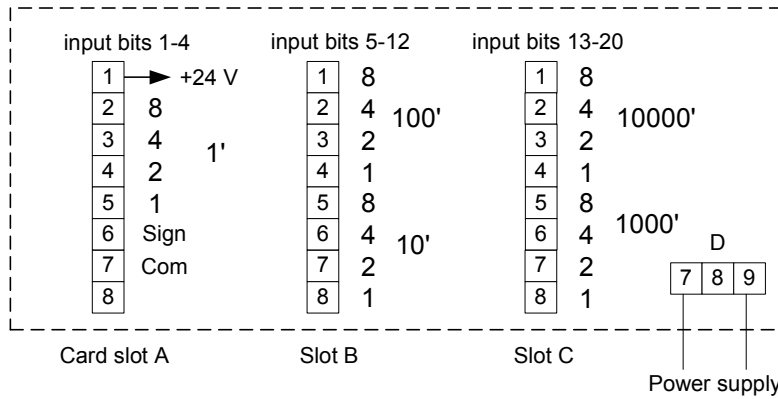 input bits 1-4 input bits 5-12 input bits 13-20
1 +24 V 1 8 1 8
2 8 2 4 2 4
100' 10000'
3 4 3 2 3 2
1'
4 2 4 1 4 1
5 1 5 8 5 8
6 Sign 6 4 6 4 1000'
10' D
7 Com 7 2 7 2 7 8 9
8 8 1 8 1
Card slot A Slot B Slot C
Power supply